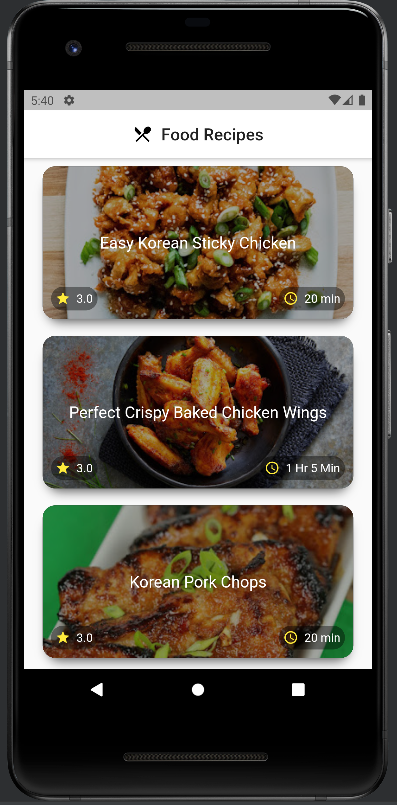 5:40
Food Recipes
Easy Korean Sticky Chicken
3.0
20 min
Perfect Crispy Baked Chicken Wings
3.0
1 Hr 5 Min
Korean Pork Chops
3.0
20 min